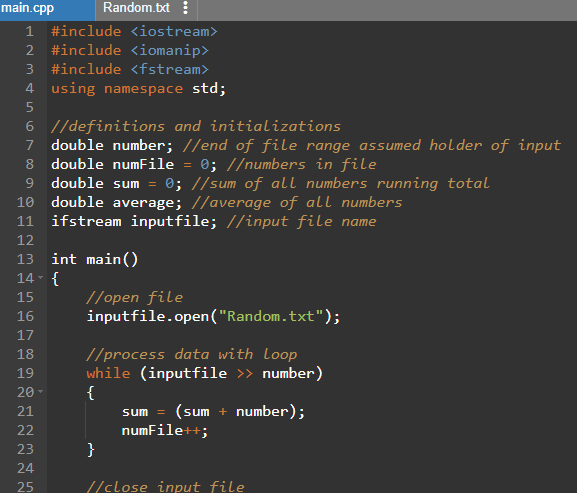 main.cpp Random.txt
1 #include <iostream>
2 #include <iomanip>
3 #include <fstream>
4 using namespace std;
5
6 //definitions and initializations
7 double number; //end of file range assumed holder of input
8 double numFile = 0; //numbers in file
9 double sum = 0; //sum of all numbers running total
10 double average; //average of all numbers
11 ifstream inputfile; //input file name
12
13 int main()
14 {
15     //open file
16     inputfile.open("Random.txt");
17
18     //process data with loop
19     while (inputfile >> number)
20     {
21         sum = (sum + number);
22         numFile++;
23     }
24
25     //close input file